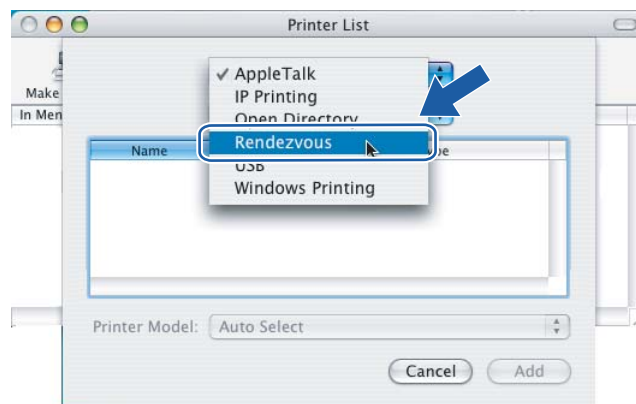 Printer List
Make
In Men
✓ AppleTalk
IP Printing
Open Directory
Rendezvous
USB
Windows Printing
Name
Printer Model: Auto Select
Cancel
Add